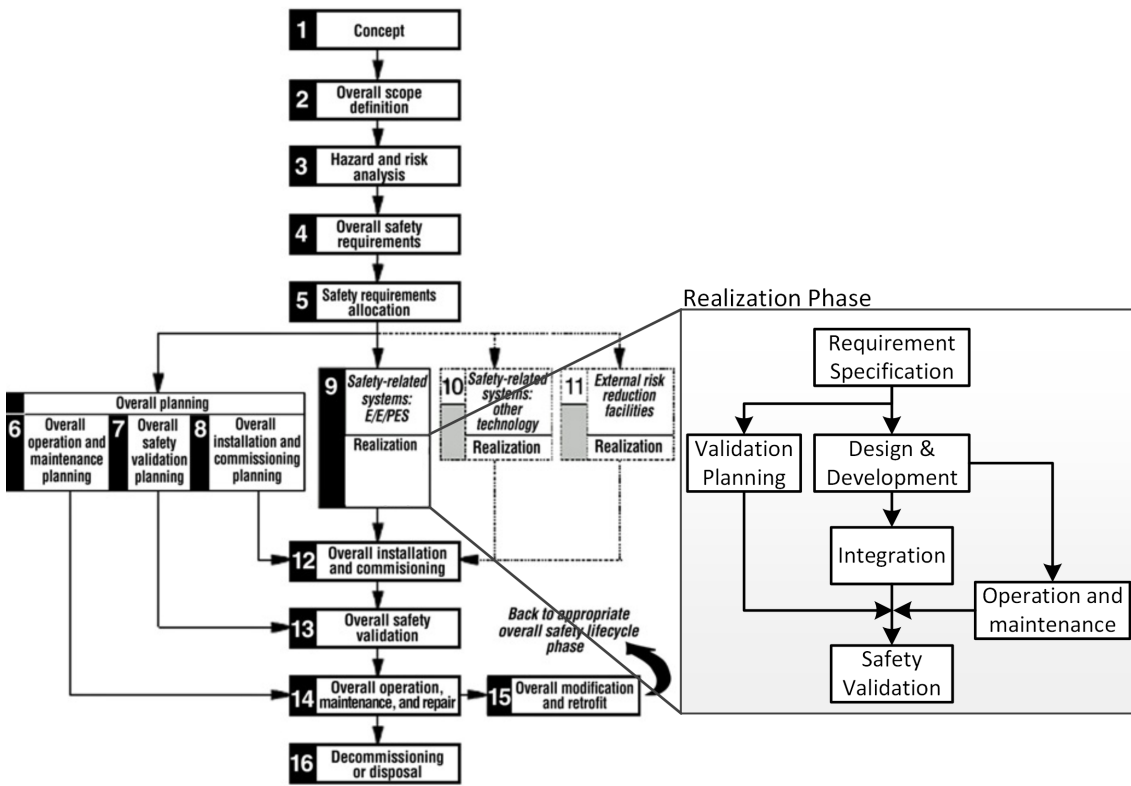 1
Concept
2
Overall scope
definition
3
Hazard and risk
analysis
4
Overall safety
requirements
5
Safety requirements
allocation
Overall planning
6
Overall
operation and
maintenance
planning
7
Overall
safety
validation
planning
8
Overall
installation and
commissioning
planning
9
Safety-related
systems:
E/E/PES
Realization
10
Safety-related
systems:
other
technology
Realization
11
External risk
reduction
facilities
Realization
12
Overall installation
and commisioning
13
Overall safety
validation
14
Overall operation,
maintenance, and repair
15
Overall modification
and retrofit
Back to appropriate
overall safety lifecycle
phase
16
Decommissioning
or disposal
Realization Phase
Requirement
Specification
Validation
Planning
Design &
Development
Integration
Operation and
maintenance
Safety
Validation